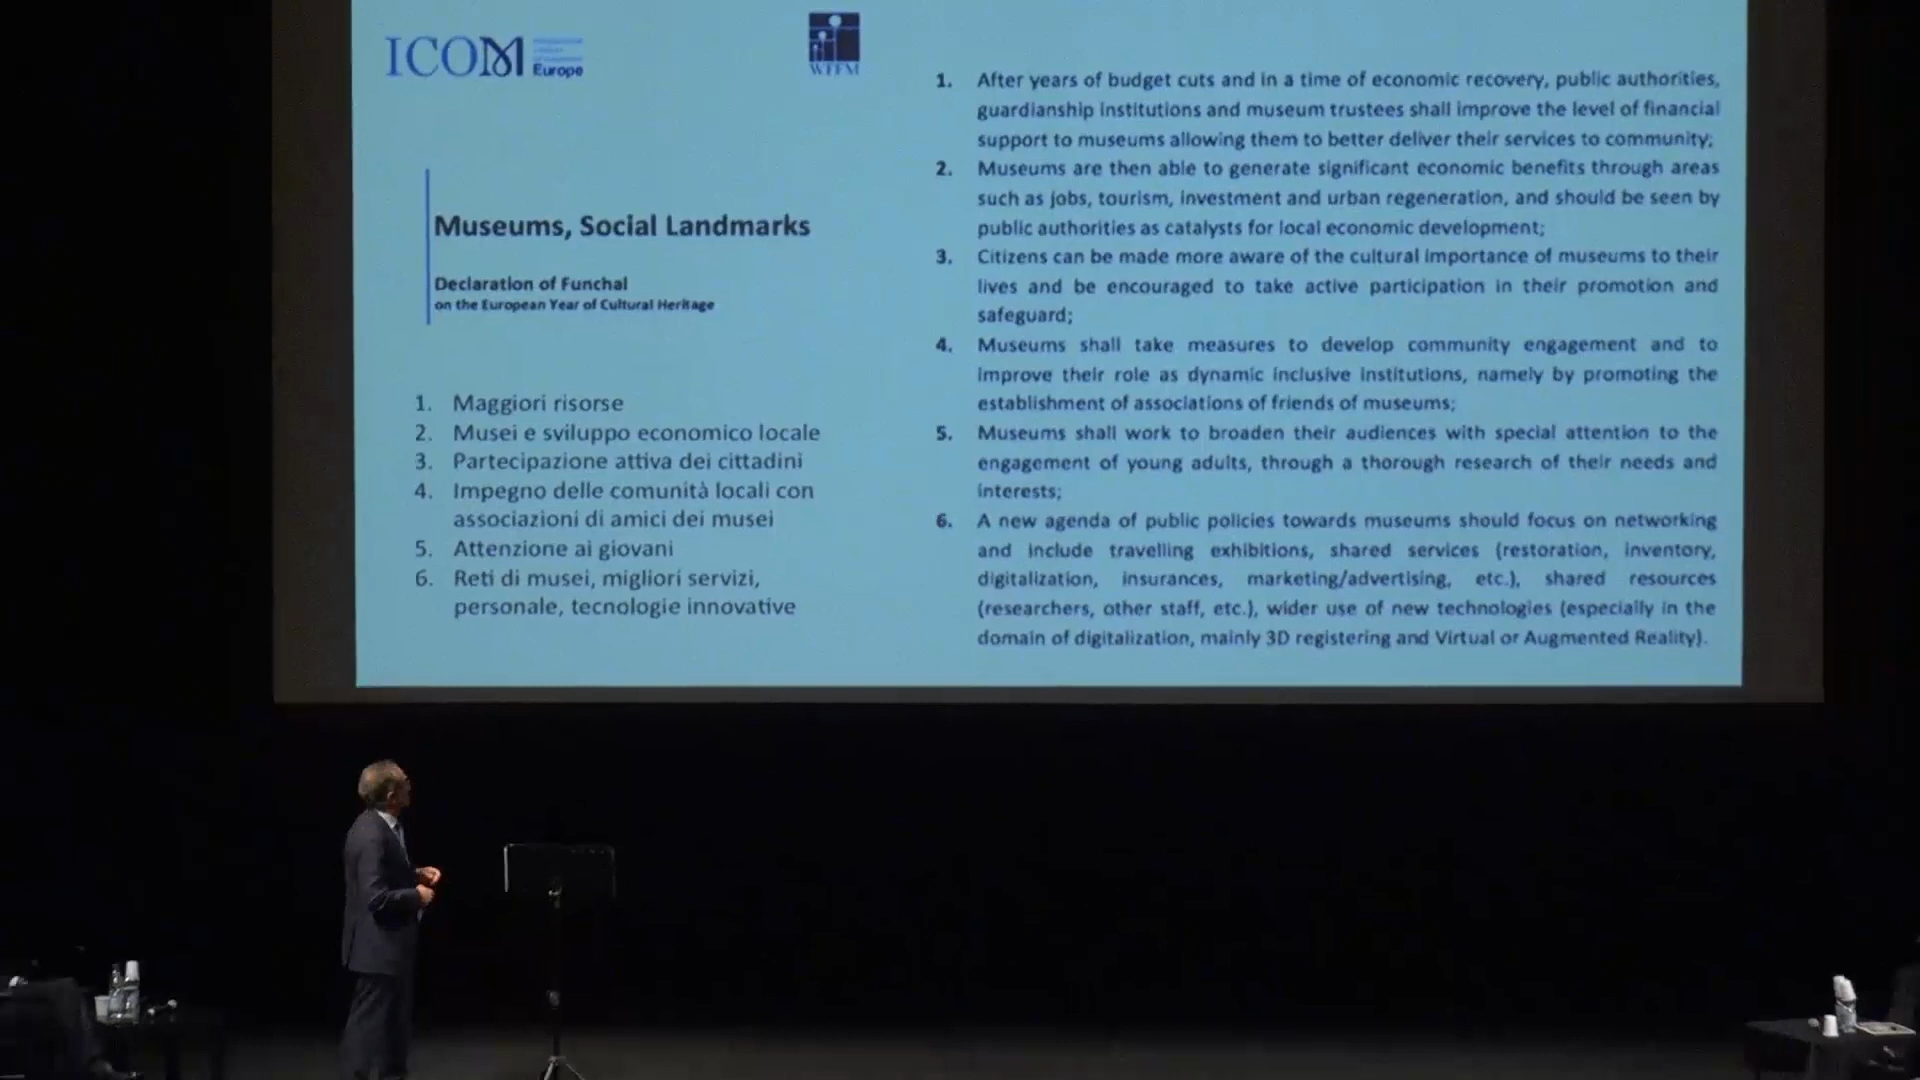 ICOM
Europe
WFFM
Museums, Social Landmarks
Declaration of Funchal
on the European Year of Cultural Heritage
1. Maggiori risorse
2. Musei e sviluppo economico locale
3. Partecipazione attiva dei cittadini
4. Impegno delle comunità locali con
associazioni di amici dei musei
5. Attenzione ai giovani
6. Reti di musei, migliori servizi,
personale, tecnologie innovative
1. After years of budget cuts and in a time of economic recovery, public authorities,
guardianship institutions and museum trustees shall improve the level of financial
support to museums allowing them to better deliver their services to community;
2. Museums are then able to generate significant economic benefits through areas
such as jobs, tourism, investment and urban regeneration, and should be seen by
public authorities as catalysts for local economic development;
3. Citizens can be made more aware of the cultural importance of museums to their
lives and be encouraged to take active participation in their promotion and
safeguard;
4. Museums shall take measures to develop community engagement and to
improve their role as dynamic inclusive institutions, namely by promoting the
establishment of associations of friends of museums;
5. Museums shall work to broaden their audiences with special attention to the
engagement of young adults, through a thorough research of their needs and
interests;
6. A new agenda of public policies towards museums should focus on networking
and include travelling exhibitions, shared services (restoration, inventory,
digitalization, insurances, marketing/advertising, etc.), shared resources
(researchers, other staff, etc.), wider use of new technologies (especially in the
domain of digitalization, mainly 3D registering and Virtual or Augmented Reality).